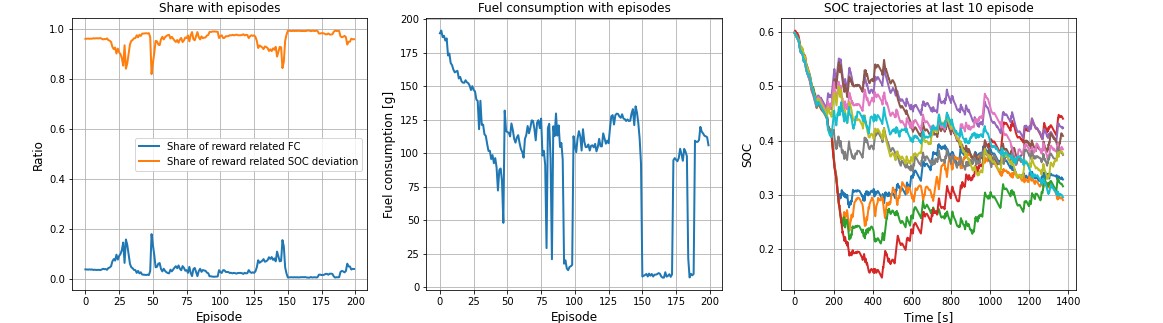 Share with episodes
1.0
0.8
0.6
0.4
0.2
0.0
Ratio
Share of reward related FC
Share of reward related SOC deviation
0 25 50 75 100 125 150 175 200
Episode
Fuel consumption with episodes
200
175
150
125
100
75
50
25
0
Fuel consumption [g]
0 25 50 75 100 125 150 175 200
Episode
SOC trajectories at last 10 episode
0.6
0.5
0.4
0.3
0.2
SOC
0 200 400 600 800 1000 1200 1400
Time [s]